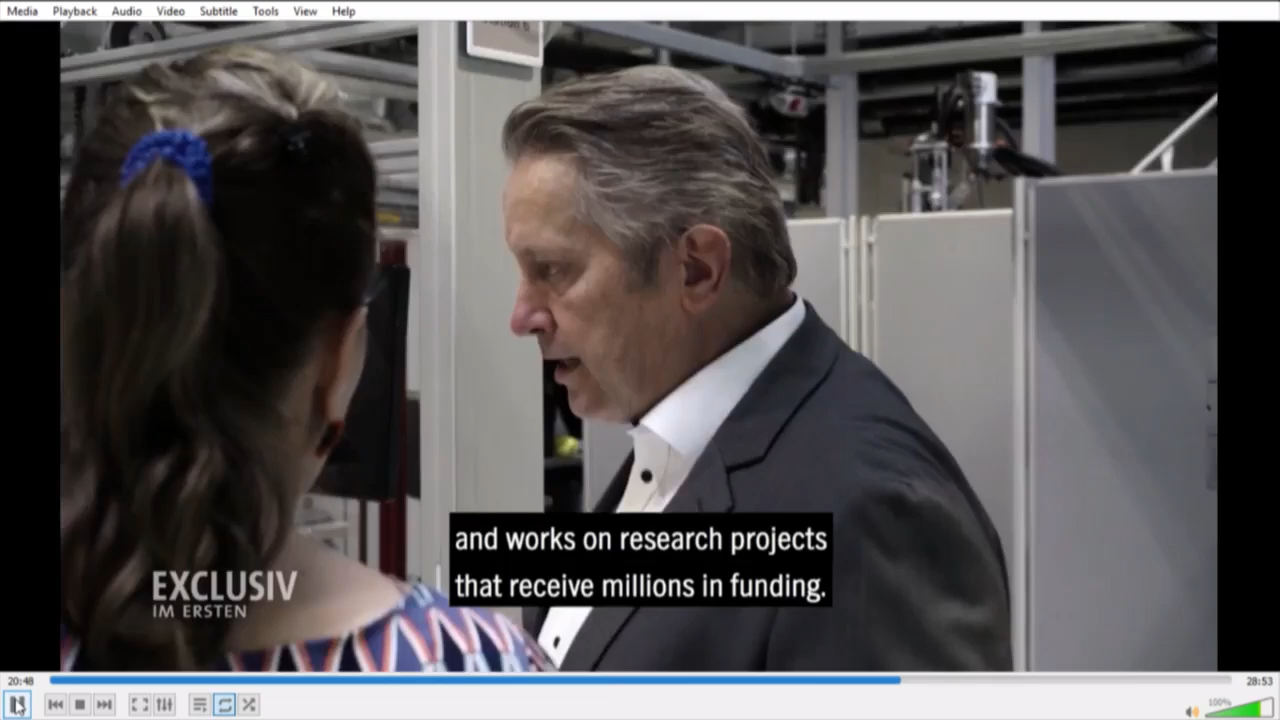 Media Playback Audio Video Subtitle Tools View Help
and works on research projects
that receive millions in funding.
EXCLUSIV
IM ERSTEN
20:48 28:53
100%